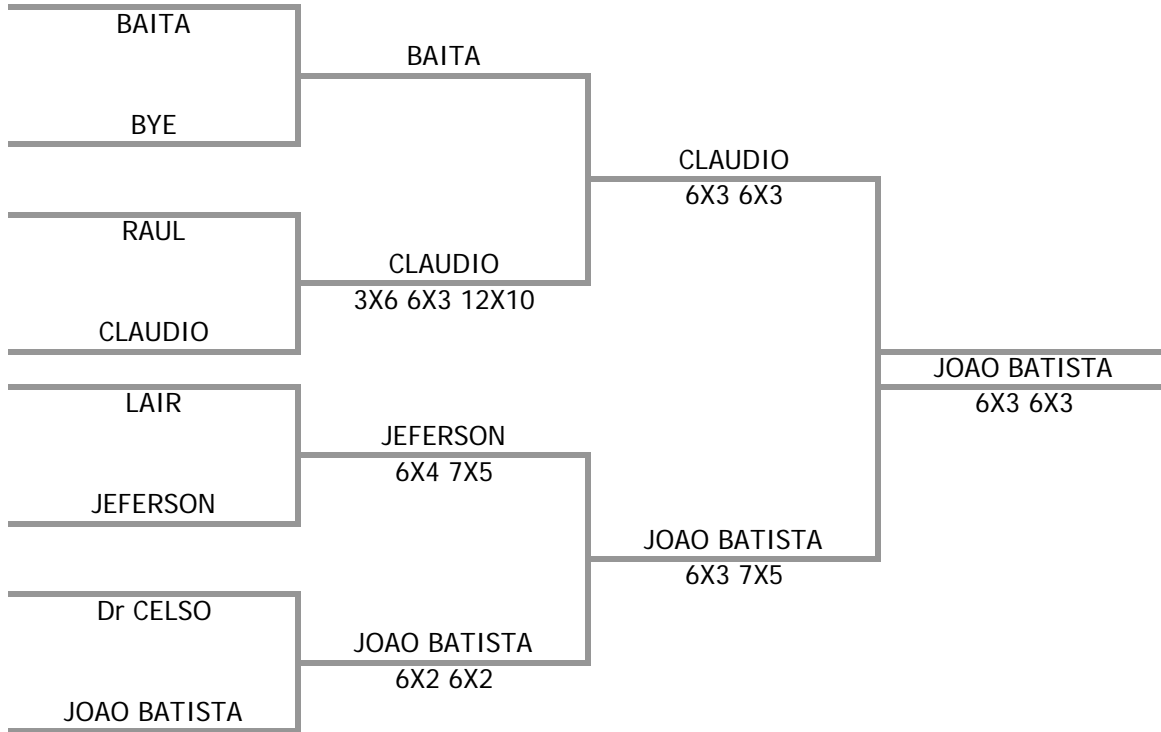 BAITA
BYE
RAUL
CLAUDIO
LAIR
JEFERSON
Dr CELSO
JOAO BATISTA
BAITA
CLAUDIO
3X6 6X3 12X10
JEFERSON
6X4 7X5
JOAO BATISTA
6X2 6X2
CLAUDIO
6X3 6X3
JOAO BATISTA
6X3 7X5
JOAO BATISTA
6X3 6X3